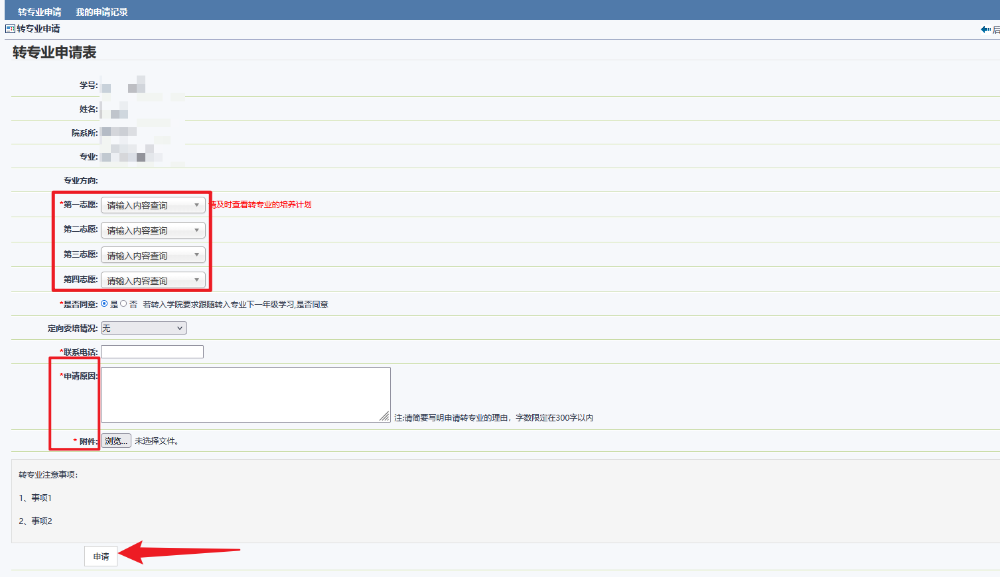 转专业申请 我的申请记录
转专业申请
后
转专业申请表
学号:
姓名:
院系所:
专业:
专业方向:
*第一志愿: 请输入内容查询 请及时查看转专业的培养计划
第二志愿: 请输入内容查询
第三志愿: 请输入内容查询
第四志愿: 请输入内容查询
*是否同意: 是 否 若转入学院要求跟随转入专业下一年级学习,是否同意
定向委培情况: 无
*联系电话:
*申请原因:
注:请简要写明申请转专业的理由，字数限定在300字以内
* 附件: 浏览... 未选择文件。
转专业注意事项:
1、事项1
2、事项2
申请